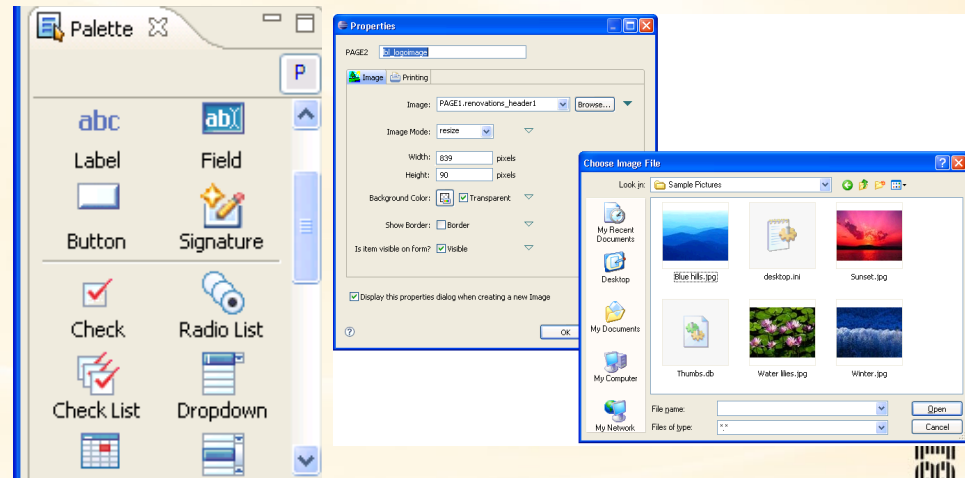 Palette
P
abc
ab
Label Field
Button Signature
Check Radio List
Check List Dropdown
Properties
PAGE2 bl_logoimage
Image Printing
Image: PAGE1.renovations_header1 Browse...
Image Mode: resize
Width: 839 pixels
Height: 90 pixels
Background Color: Transparent
Show Border: Border
Is item visible on form? Visible
Display this properties dialog when creating a new Image
? OK
Choose Image File
Look in: Sample Pictures
My Recent
Documents
Desktop
My Documents
My Computer
My Network
Blue hills.jpg desktop.ini Sunset.jpg
Thumbs.db Water lilies.jpg Winter.jpg
File name: Open
Files of type: *.* Cancel